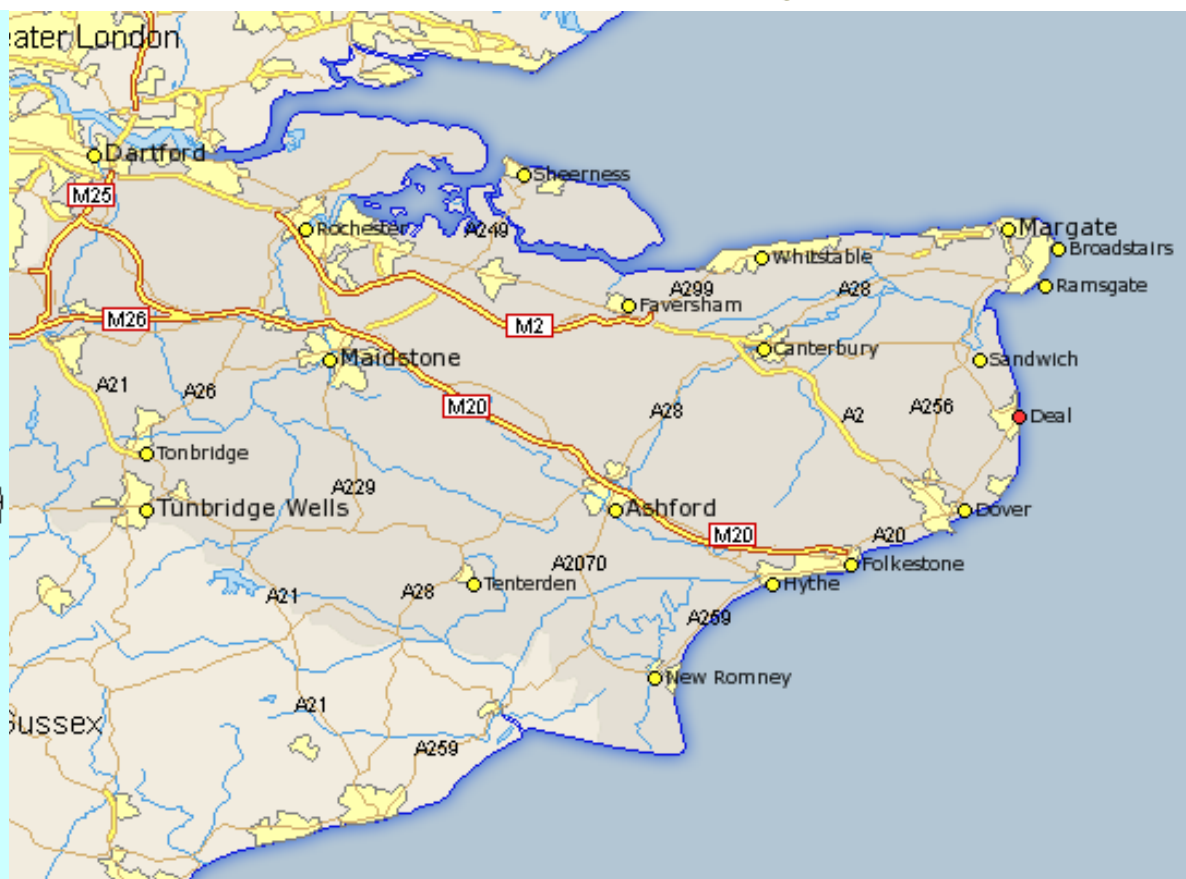 eater London
Dartford
Sheerness
M25
Rochester
A249
Margate
Broadstairs
Whitstable
A299
A28
Ramsgate
Faversham
M26
M2
Canterbury
Maidstone
Sandwich
A21
A26
M20
A28
A2
A256
Deal
Tonbridge
A229
Tunbridge Wells
Ashford
Dover
M20
A20
A2070
Folkestone
A21
A28
Tenterden
Hythe
A259
New Romney
A21
Sussex
A259